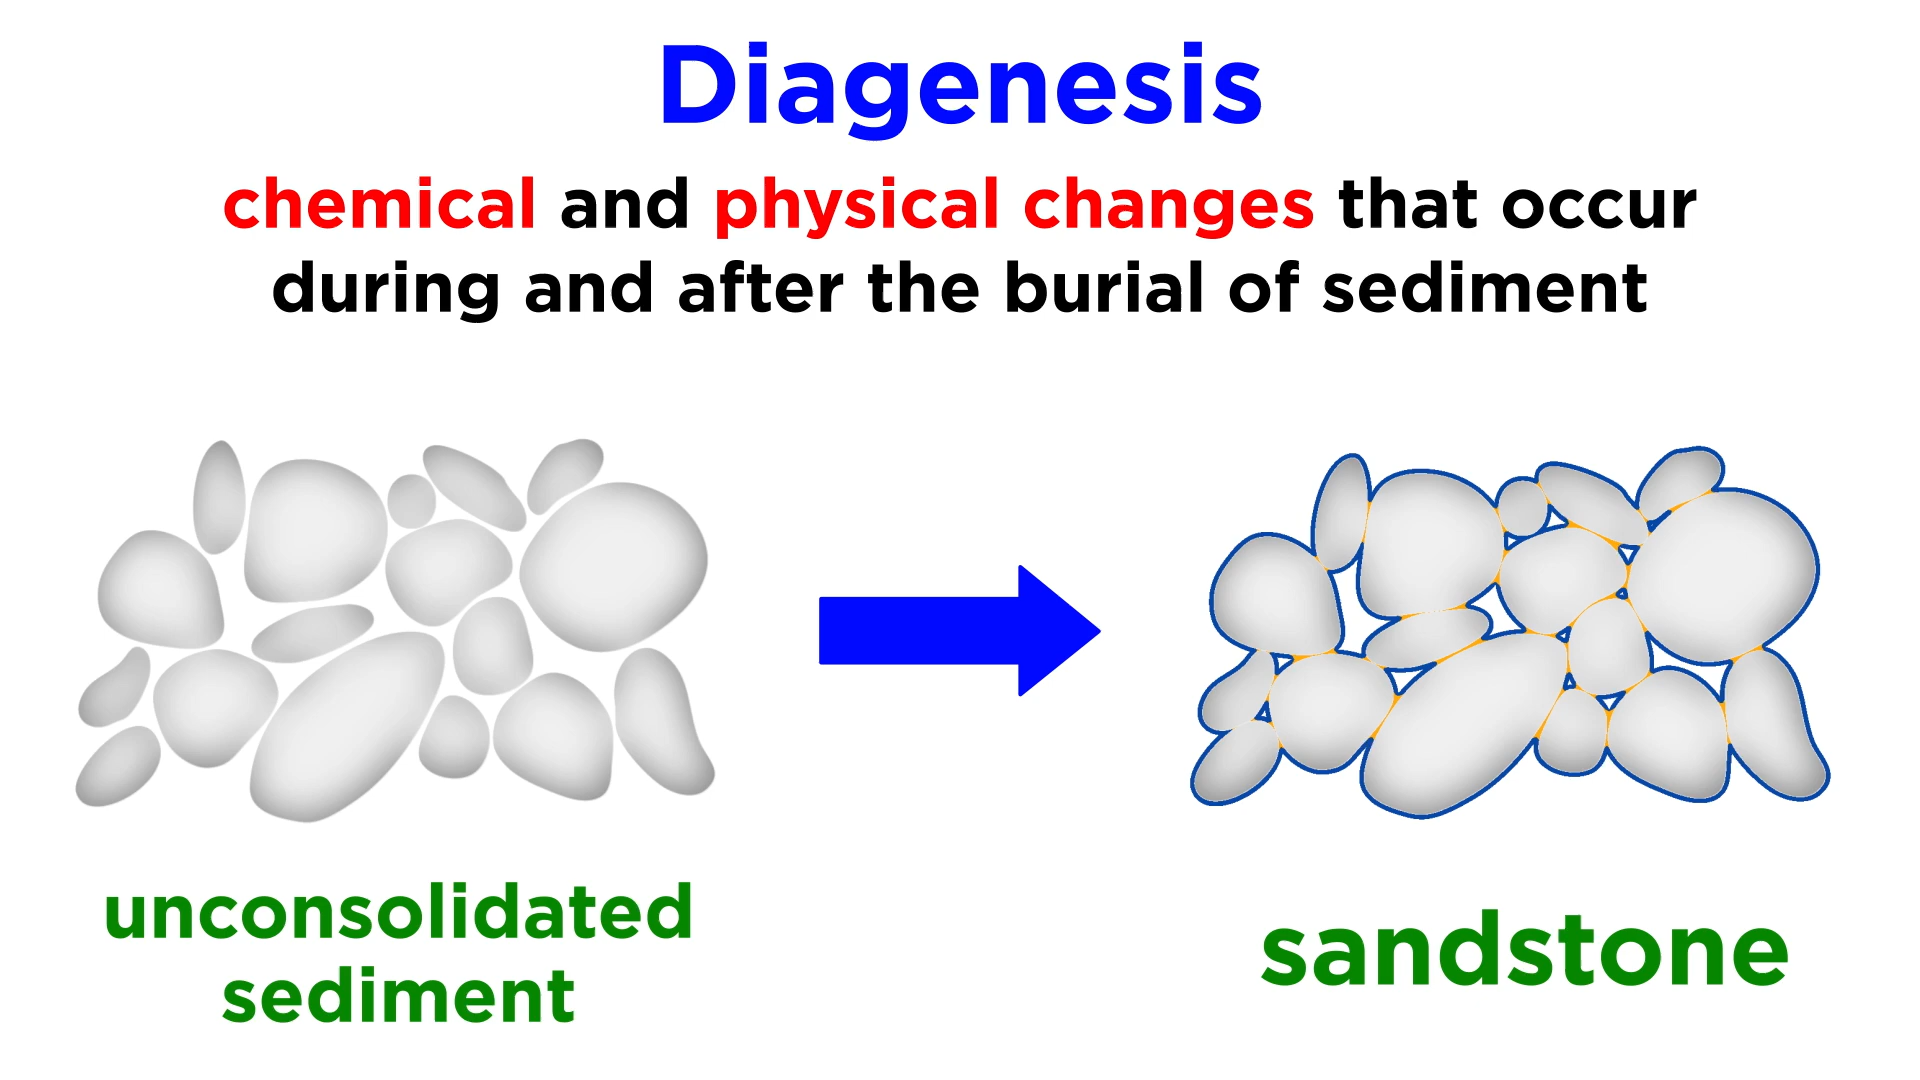 Diagenesis
chemical and physical changes that occur
during and after the burial of sediment
unconsolidated
sediment
sandstone